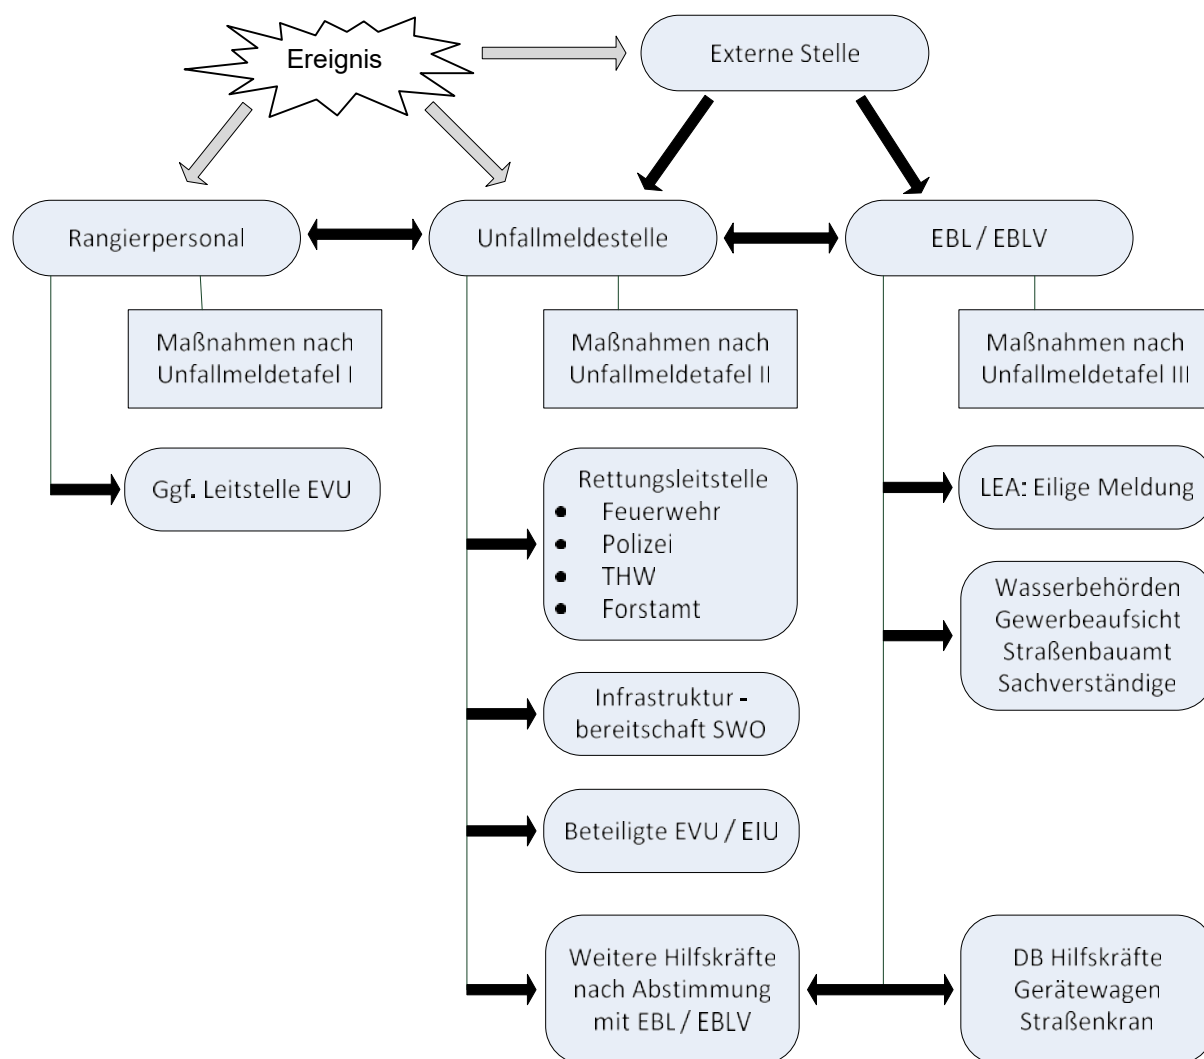 Ereignis
Externe Stelle
Rangierpersonal
Unfallmeldestelle
EBL / EBLV
Maßnahmen nach
Unfallmeldetafel I
Maßnahmen nach
Unfallmeldetafel II
Maßnahmen nach
Unfallmeldetafel III
Ggf. Leitstelle EVU
Rettungsleitstelle
● Feuerwehr
● Polizei
● THW
● Forstamt
LEA: Eilige Meldung
Wasserbehörden
Gewerbeaufsicht
Straßenbauamt
Sachverständige
Infrastruktur -
bereitschaft SWO
Beteiligte EVU / EIU
Weitere Hilfskräfte
nach Abstimmung
mit EBL / EBLV
DB Hilfskräfte
Gerätewagen
Straßenkran